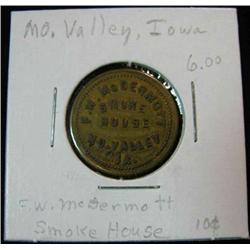 Mo. Valley, Iowa
6.00
F.W. McDERMOTT
SMOKE
HOUSE
MO. VALLEY
IA.
F.W. McDermott
Smoke House
10¢